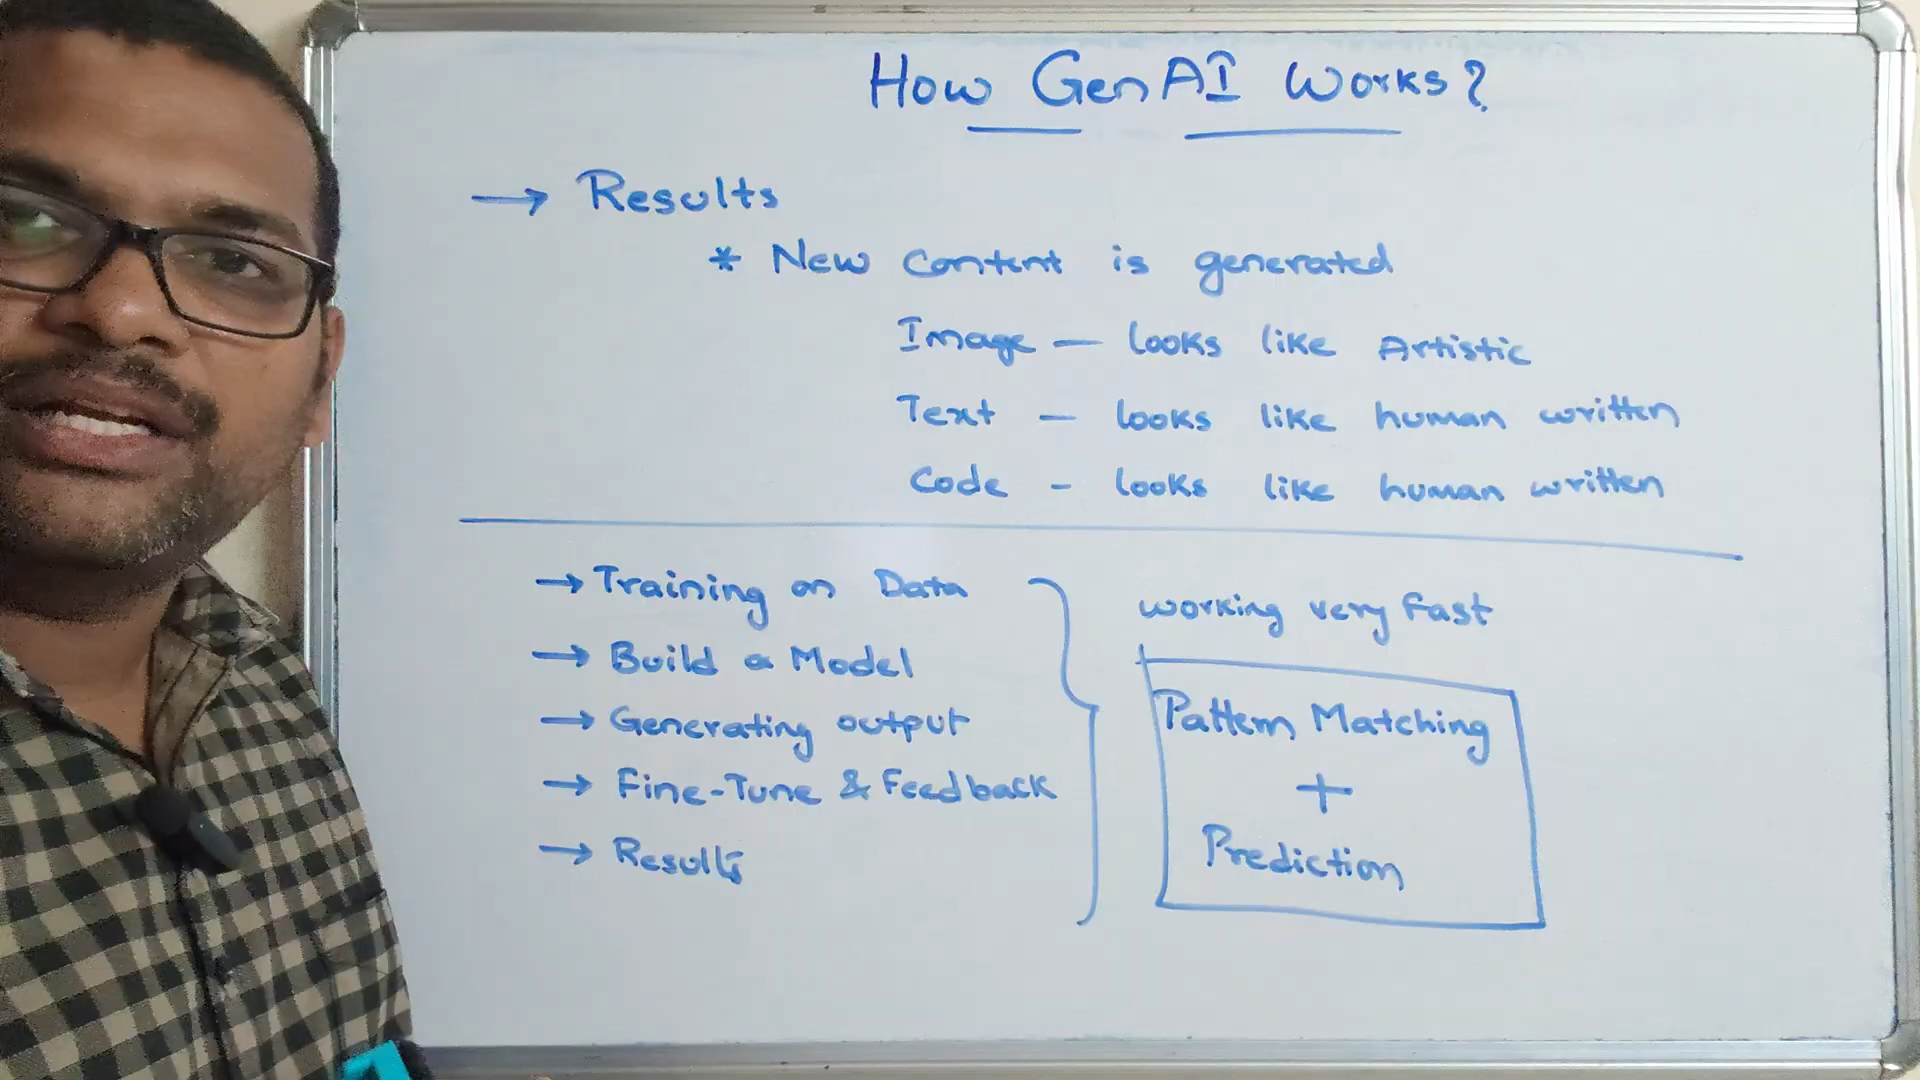 How GenAI Works?
→ Results
* New Content is generated
Image — looks like Artistic
Text — looks like human written
Code - looks like human written
→ Training on Data
→ Build a Model
→ Generating output
→ Fine-Tune & Feedback
→ Results
working very fast
Pattern Matching
+
Prediction